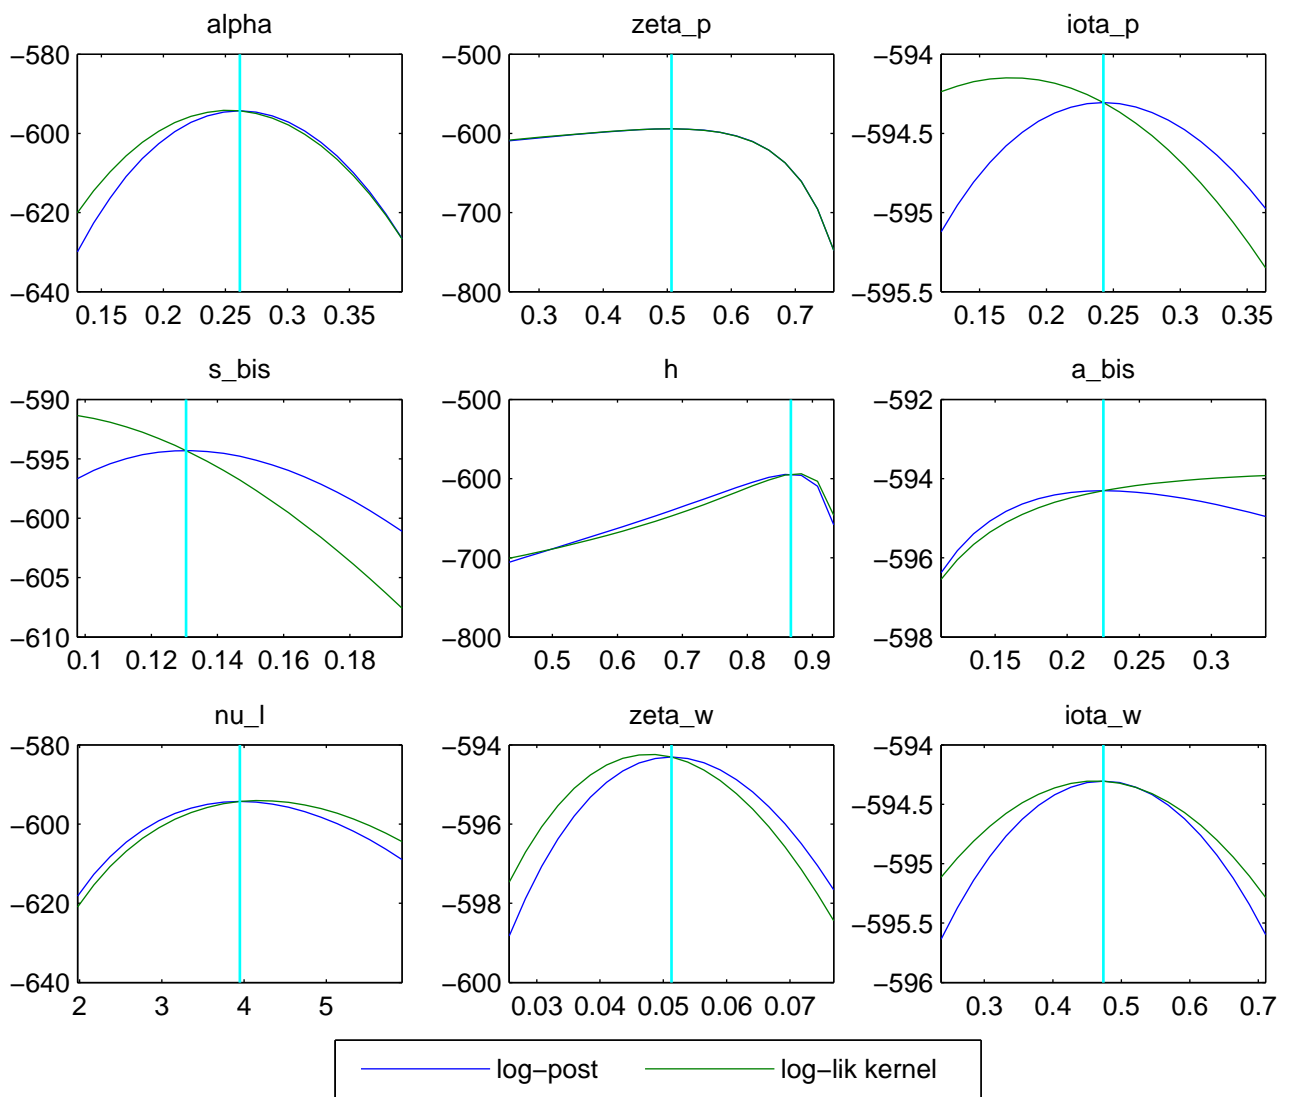 alpha
−580
−600
−620
−640
0.15 0.2 0.25 0.3 0.35
zeta_p
−500
−600
−700
−800
0.3 0.4 0.5 0.6 0.7
iota_p
−594
−594.5
−595
−595.5
0.15 0.2 0.25 0.3 0.35
s_bis
−590
−595
−600
−605
−610
0.1 0.12 0.14 0.16 0.18
h
−500
−600
−700
−800
0.5 0.6 0.7 0.8 0.9
a_bis
−592
−594
−596
−598
0.15 0.2 0.25 0.3
nu_l
−580
−600
−620
−640
2 3 4 5
zeta_w
−594
−596
−598
−600
0.03 0.04 0.05 0.06 0.07
iota_w
−594
−594.5
−595
−595.5
−596
0.3 0.4 0.5 0.6 0.7
log−post log−lik kernel